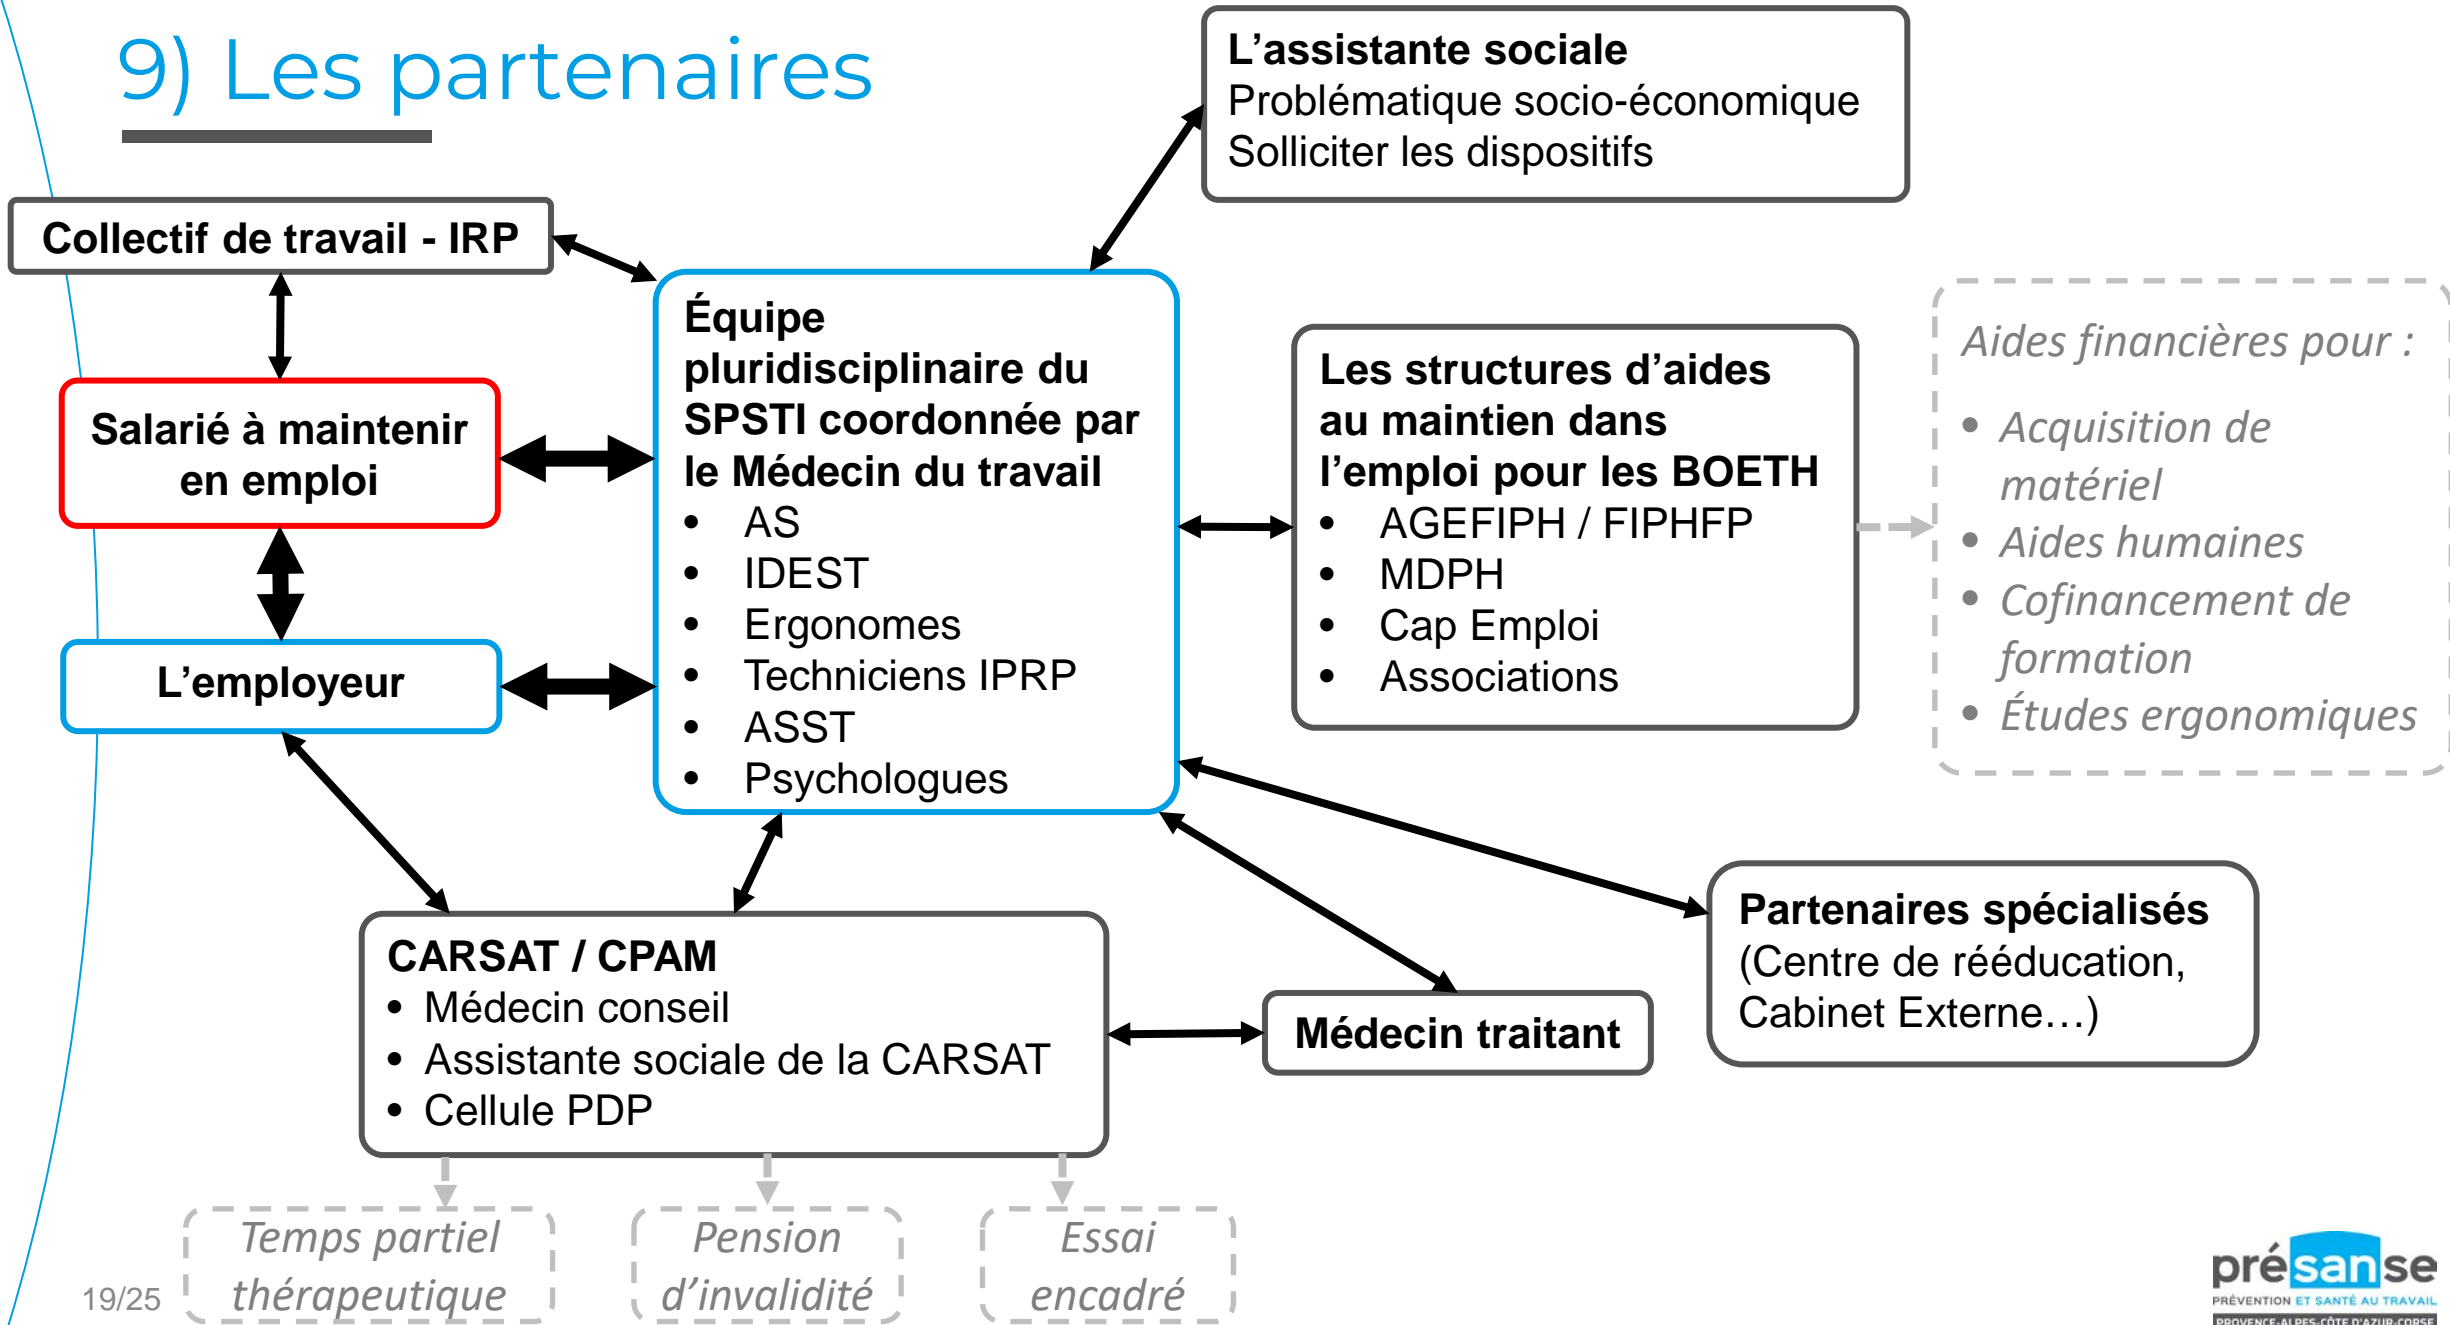 9) Les partenaires
L’assistante sociale
Problématique socio-économique
Solliciter les dispositifs
Collectif de travail - IRP
Salarié à maintenir
en emploi
L’employeur
Équipe
pluridisciplinaire du
SPSTI coordonnée par
le Médecin du travail
• AS
• IDEST
• Ergonomes
• Techniciens IPRP
• ASST
• Psychologues
Les structures d’aides
au maintien dans
l’emploi pour les BOETH
• AGEFIPH / FIPHFP
• MDPH
• Cap Emploi
• Associations
Aides financières pour :
• Acquisition de
matériel
• Aides humaines
• Cofinancement de
formation
• Études ergonomiques
CARSAT / CPAM
• Médecin conseil
• Assistante sociale de la CARSAT
• Cellule PDP
Médecin traitant
Partenaires spécialisés
(Centre de rééducation,
Cabinet Externe…)
Temps partiel
thérapeutique
Pension
d’invalidité
Essai
encadré
19/25
présanse
PRÉVENTION ET SANTÉ AU TRAVAIL
PROVENCE-ALPES-CÔTE D'AZUR-CORSE